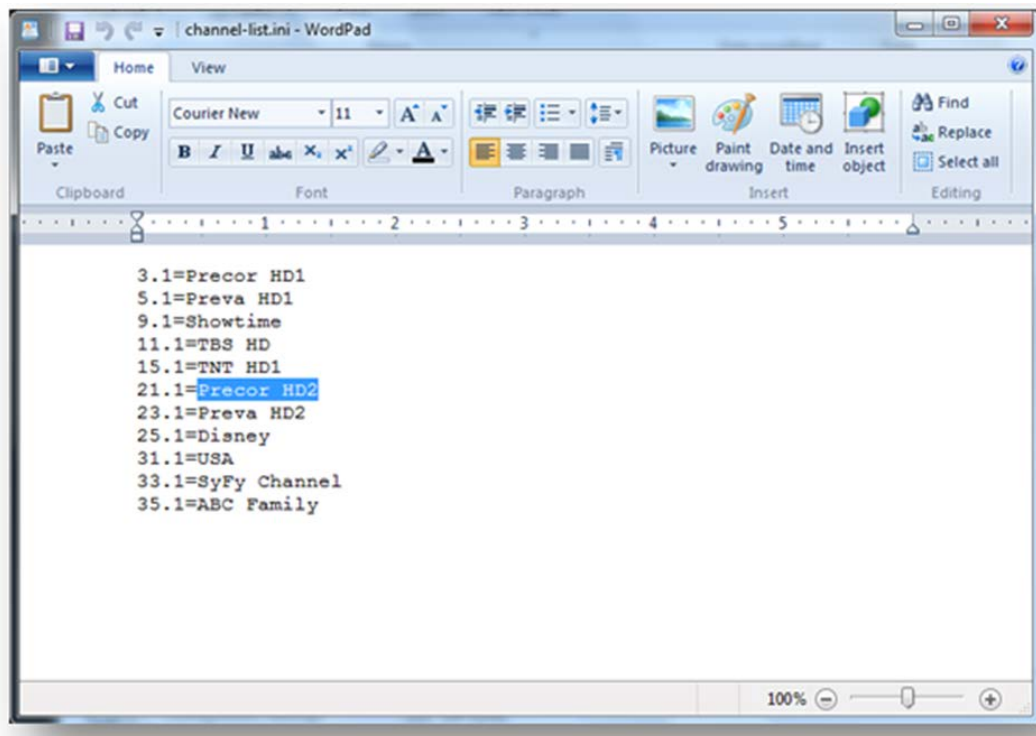 channel-list.ini - WordPad
Home View
Paste
Cut
Copy
Clipboard
Courier New 11 A A
B I U abc X₂ X² A
Font
Paragraph
Picture
Paint drawing
Date and time
Insert object
Insert
Find
Replace
Select all
Editing
1 2 3 4 5
3.1=Precor HD1
5.1=Preva HD1
9.1=Showtime
11.1=TBS HD
15.1=TNT HD1
21.1=Precor HD2
23.1=Preva HD2
25.1=Disney
31.1=USA
33.1=SyFy Channel
35.1=ABC Family
100%